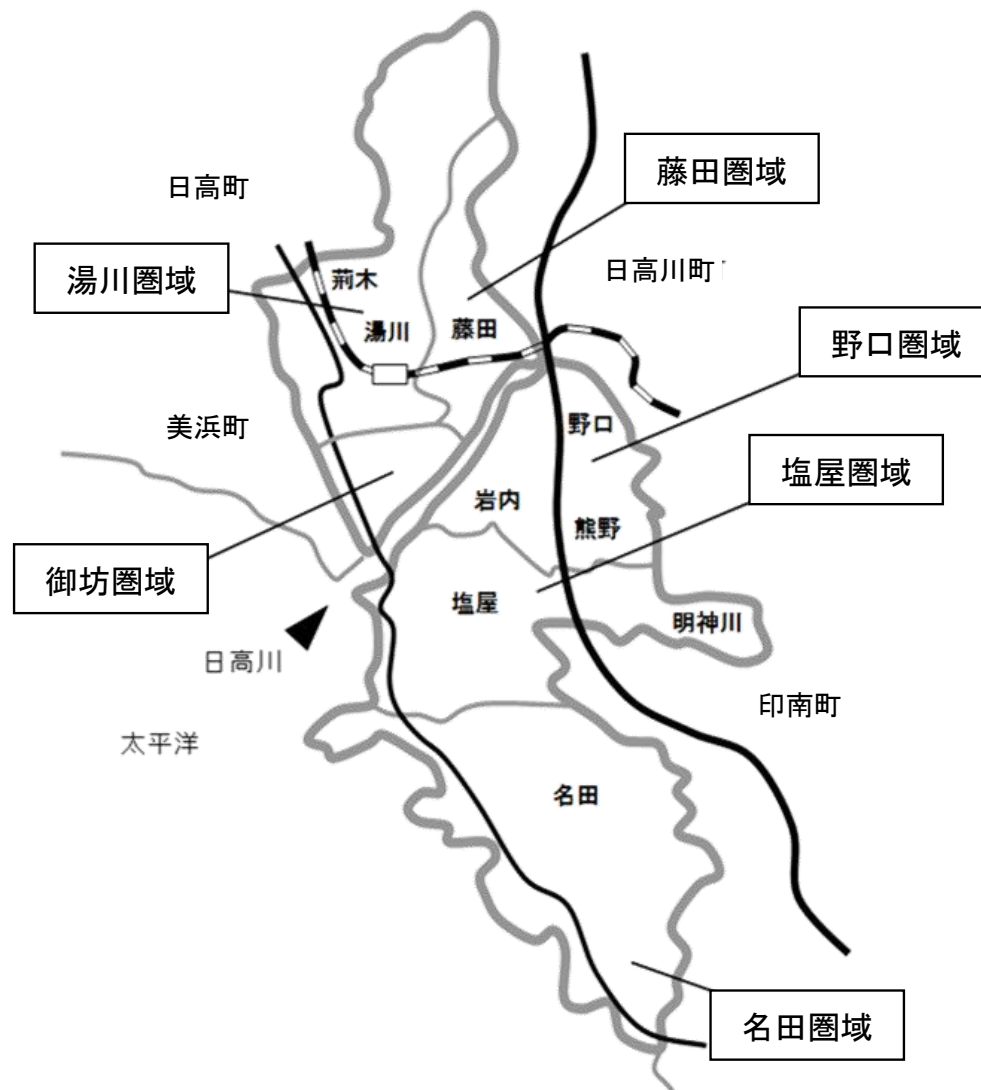 藤田圏域
日高町
湯川圏域
荊木
日高川町
湯川
藤田
野口圏域
美浜町
野口
塩屋圏域
岩内
熊野
御坊圏域
塩屋
明神川
日高川
印南町
太平洋
名田
名田圏域